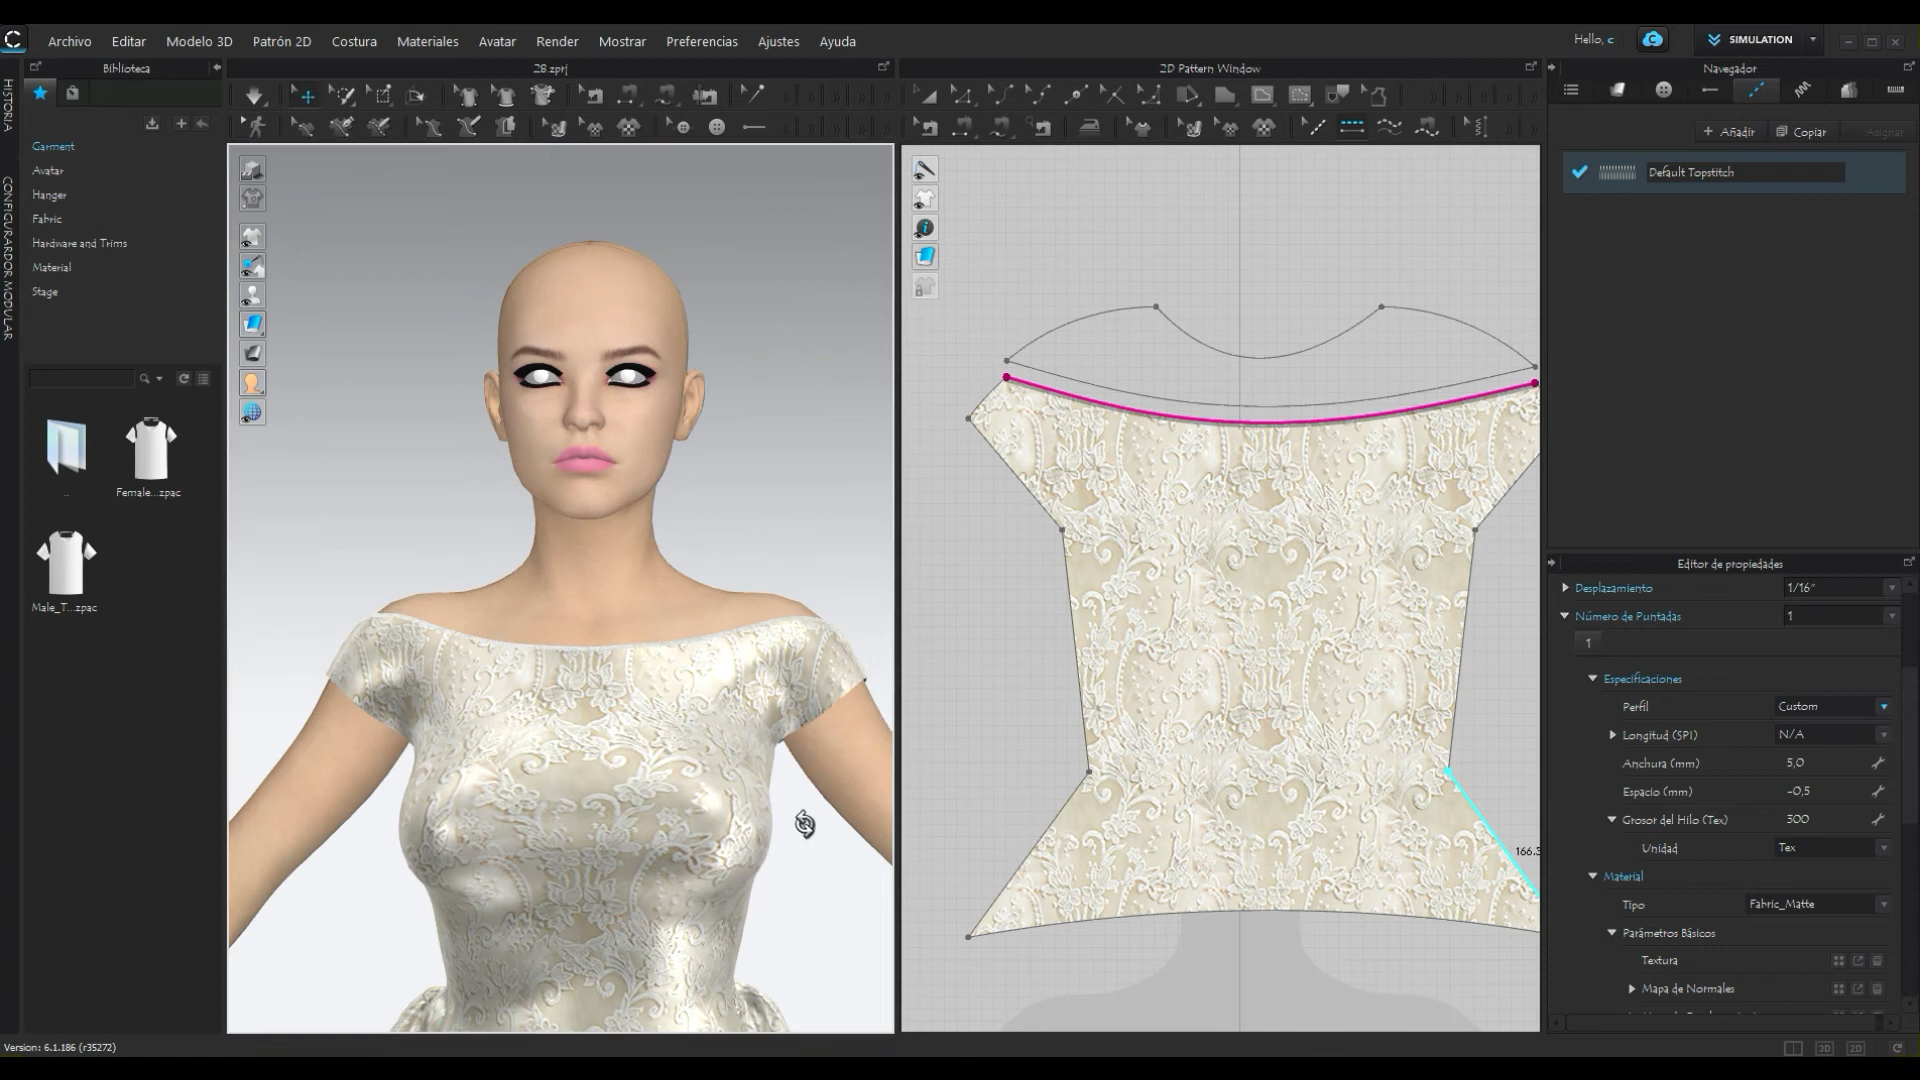 Archivo Editar Modelo 3D Patrón 2D Costura Materiales Avatar Render Mostrar Preferencias Ajustes Ayuda
Hello, c
SIMULATION
Biblioteca
28.zprj
2D Pattern Window
Navegador
HISTORIA
CONFIGURARDOR MODULAR
Garment
Avatar
Hanger
Fabric
Hardware and Trims
Material
Stage
..
Female...zpac
Male_T...zpac
+ Añadir
Copiar
Asignar
Default Topstitch
166.3
Editor de propiedades
Desplazamiento 1/16"
Número de Puntadas 1
1
Especificaciones
Perfil Custom
Longitud (SPI) N/A
Anchura (mm) 5,0
Espacio (mm) -0,5
Grosor del Hilo (Tex) 300
Unidad Tex
Material
Tipo Fabric_Matte
Parámetros Básicos
Textura
Mapa de Normales
Version: 6.1.186 (r35272)
3D
2D